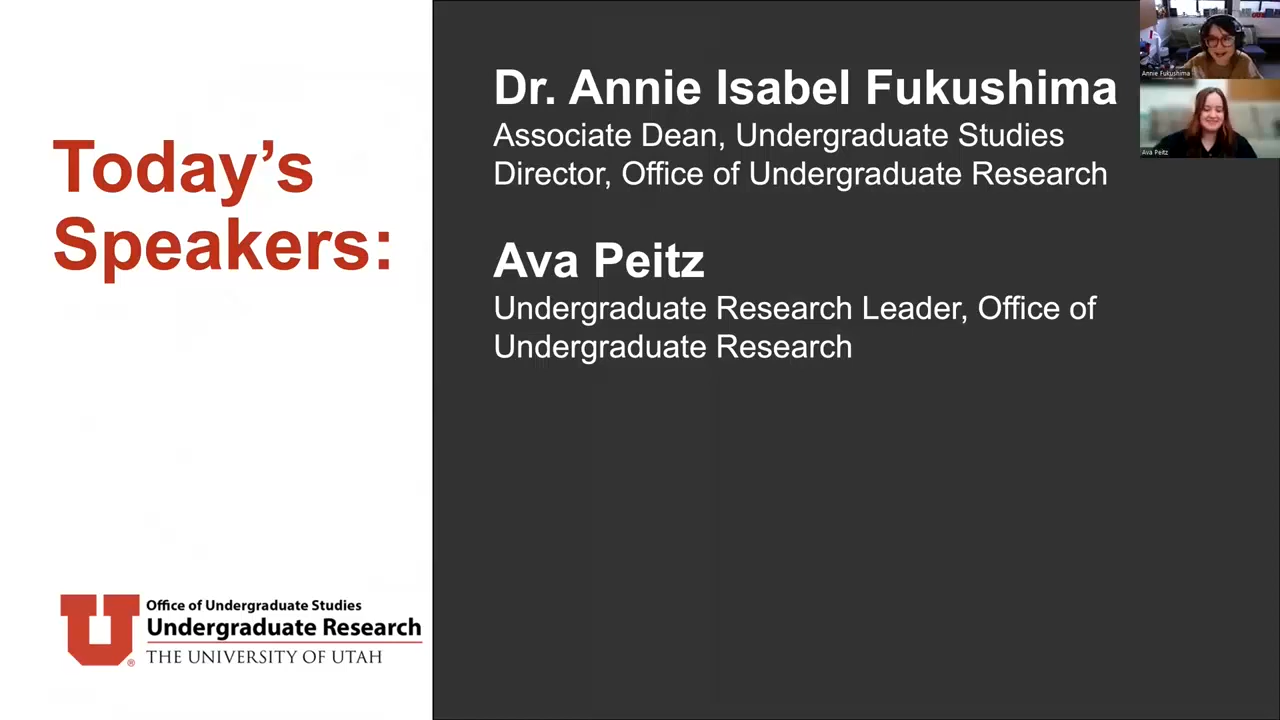 Today's
Speakers:
Dr. Annie Isabel Fukushima
Associate Dean, Undergraduate Studies
Director, Office of Undergraduate Research
Ava Peitz
Undergraduate Research Leader, Office of
Undergraduate Research
Annie Fukushima
Ava Peitz
U
Office of Undergraduate Studies
Undergraduate Research
THE UNIVERSITY OF UTAH
®